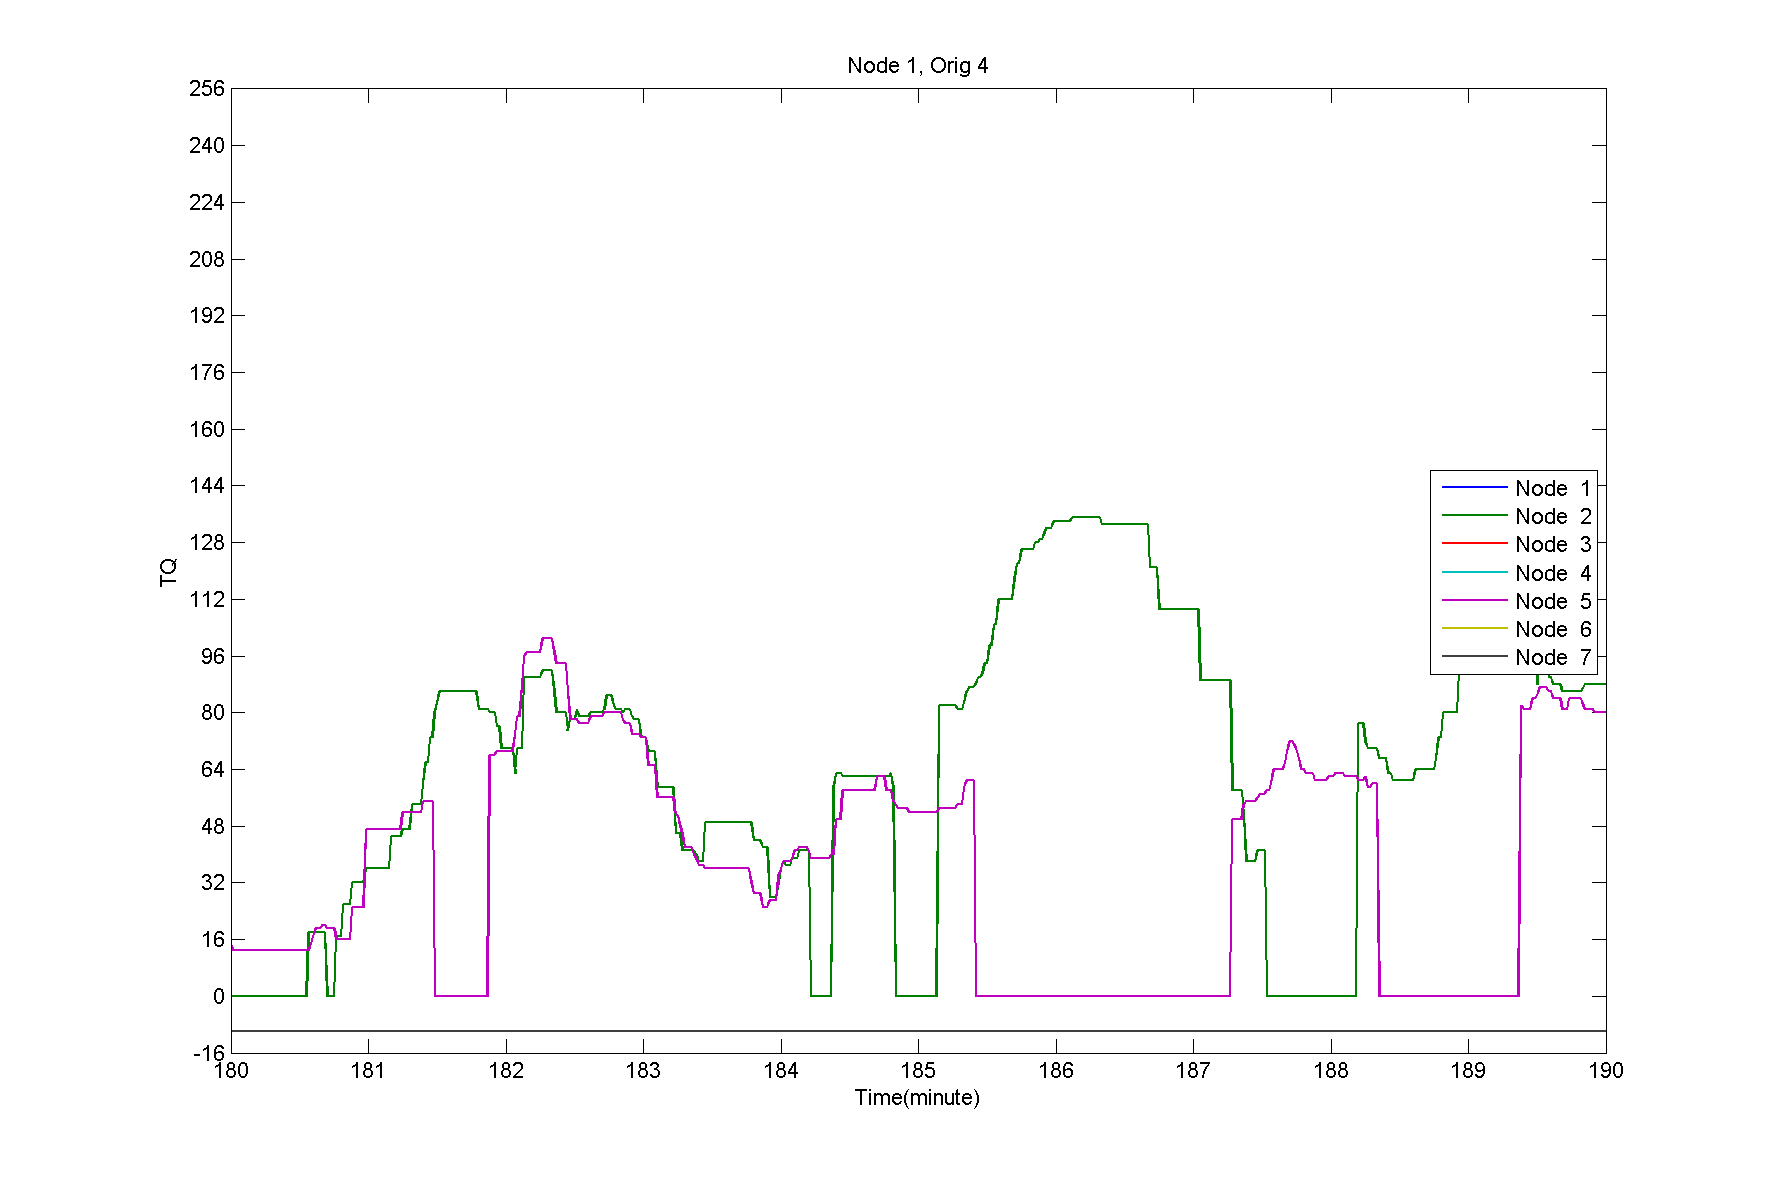 Node 1, Orig 4
256
240
224
208
192
176
160
144
128
112
96
80
64
48
32
16
0
-16
TQ
Node 1
Node 2
Node 3
Node 4
Node 5
Node 6
Node 7
180 181 182 183 184 185 186 187 188 189 190
Time(minute)